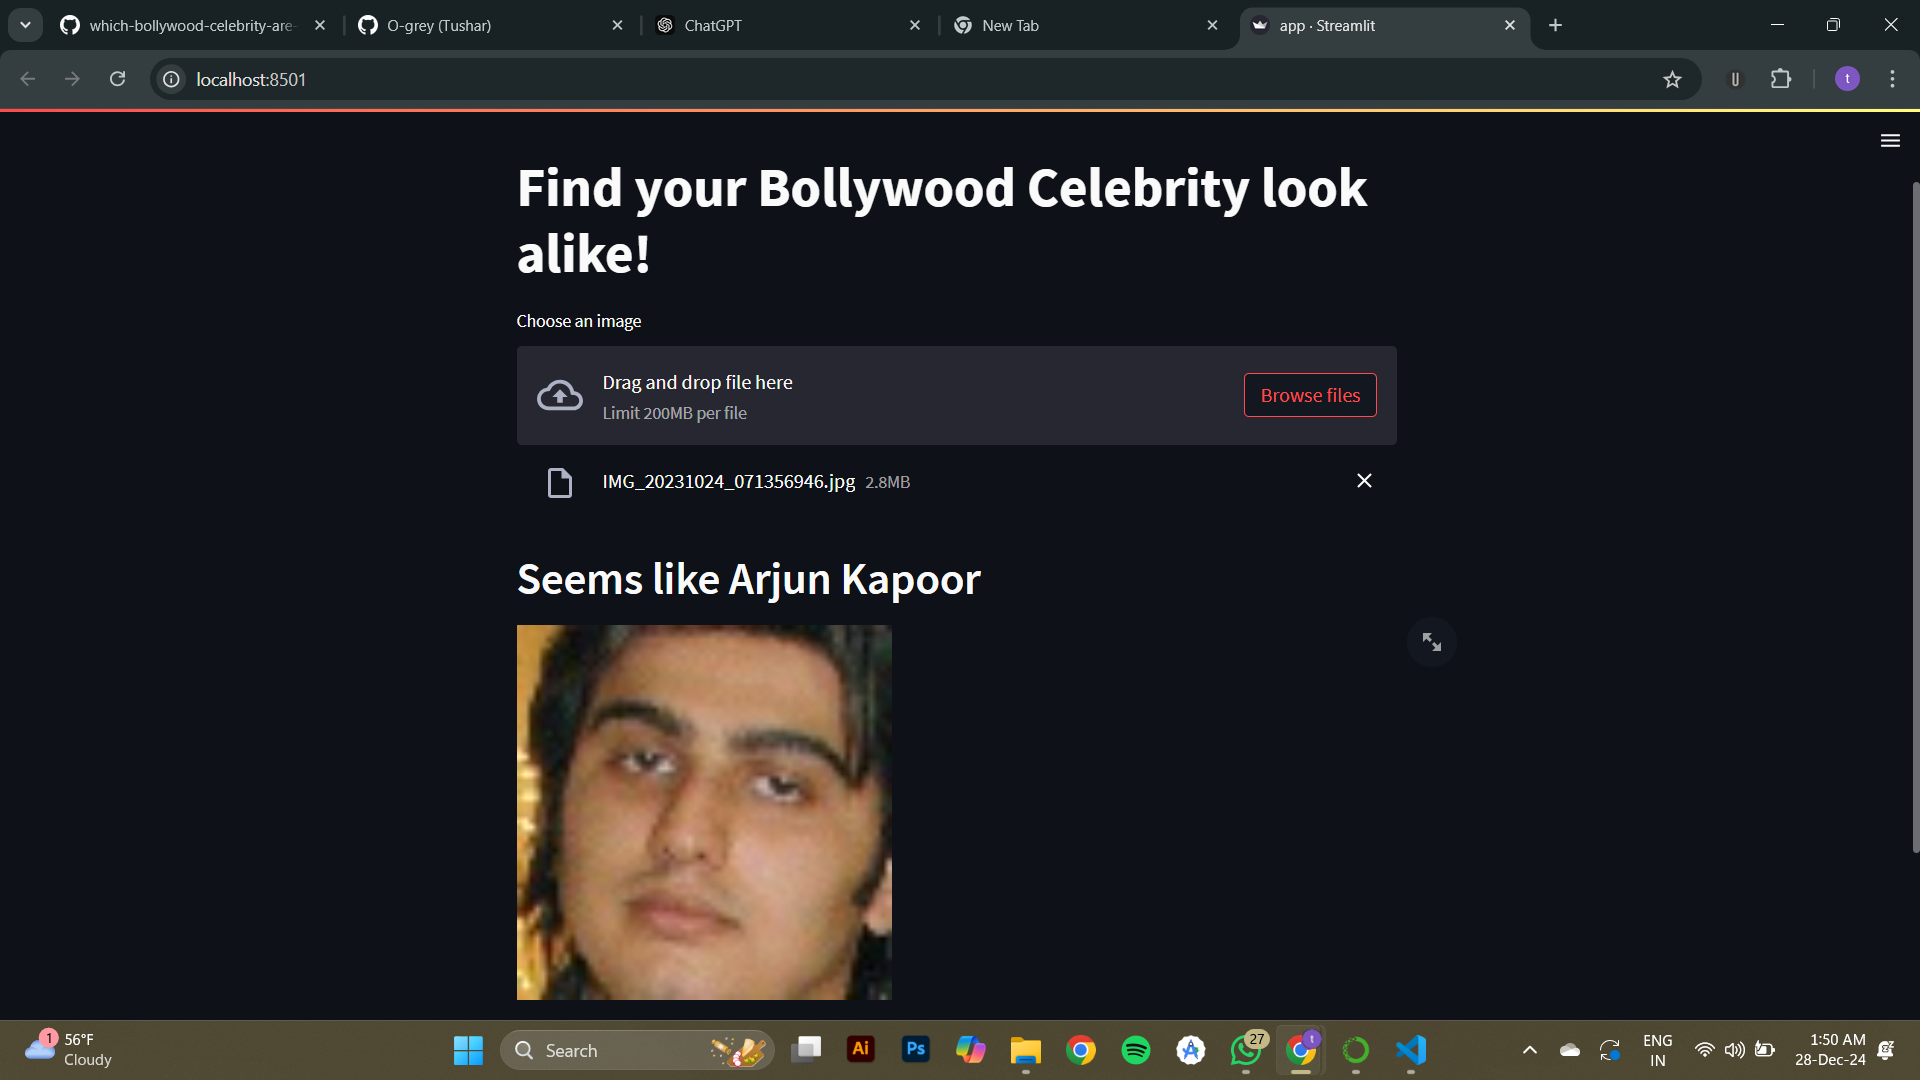 which-bollywood-celebrity-are-
O-grey (Tushar)
ChatGPT
New Tab
app · Streamlit
localhost:8501
t
Find your Bollywood Celebrity look
alike!
Choose an image
Drag and drop file here
Limit 200MB per file
Browse files
IMG_20231024_071356946.jpg 2.8MB
Seems like Arjun Kapoor
1
56°F
Cloudy
Search
Ai
Ps
27
t
ENG
IN
1:50 AM
28-Dec-24